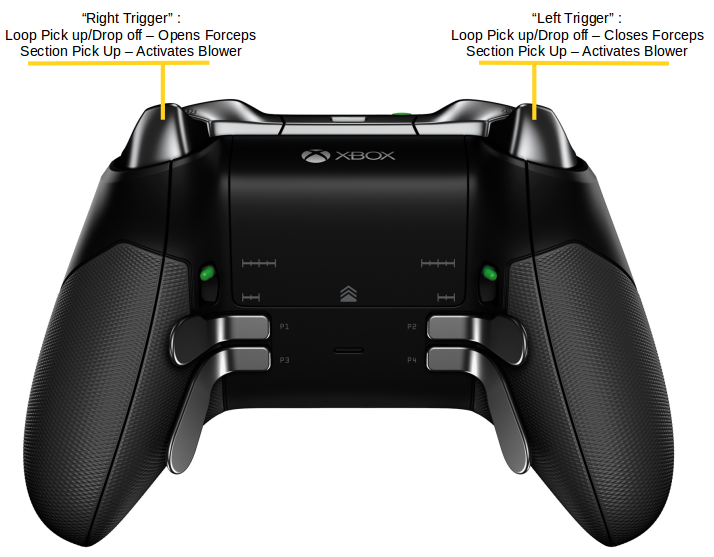 “Right Trigger” :
Loop Pick up/Drop off – Opens Forceps
Section Pick Up – Activates Blower
“Left Trigger” :
Loop Pick up/Drop off – Closes Forceps
Section Pick Up – Activates Blower
XBOX
P1
P2
P3
P4